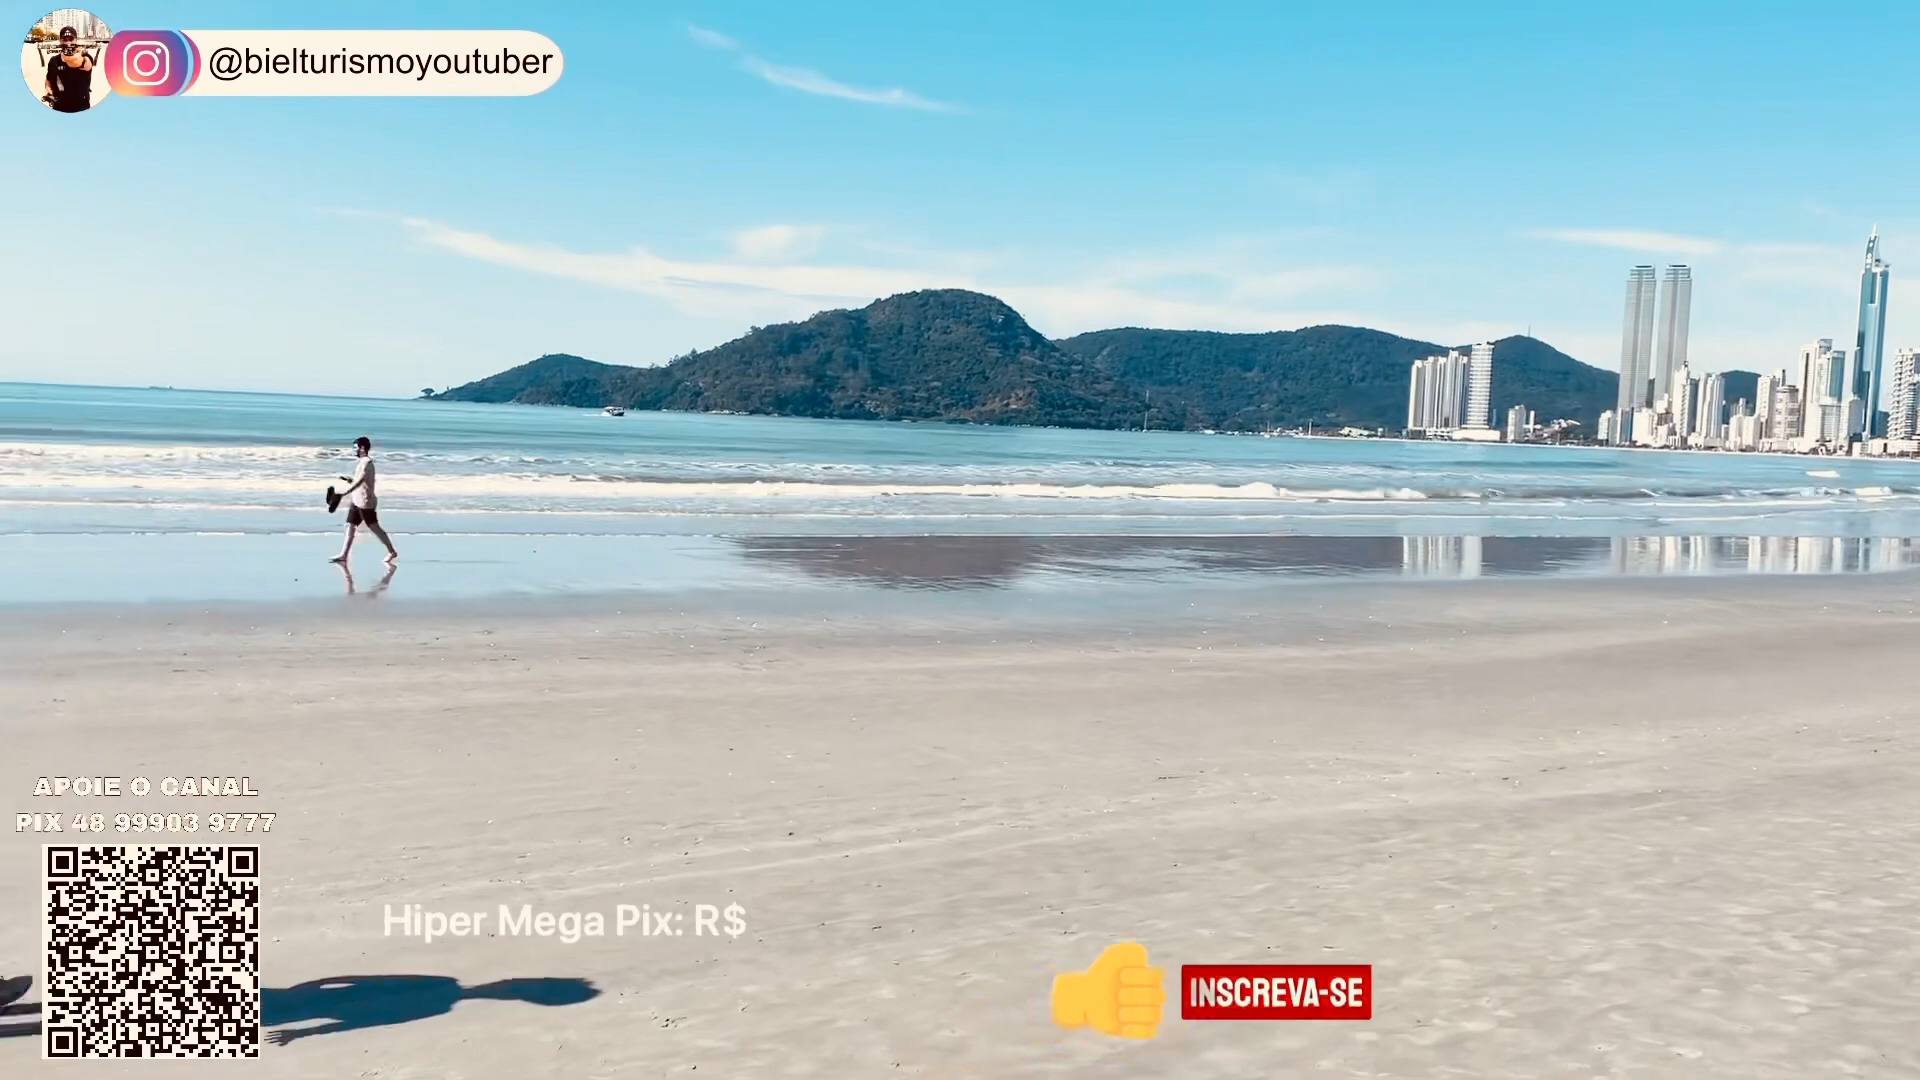 @bielturismoyoutuber
APOIE O CANAL
PIX 48 99903 9777
Hiper Mega Pix: R$
INSCREVA-SE